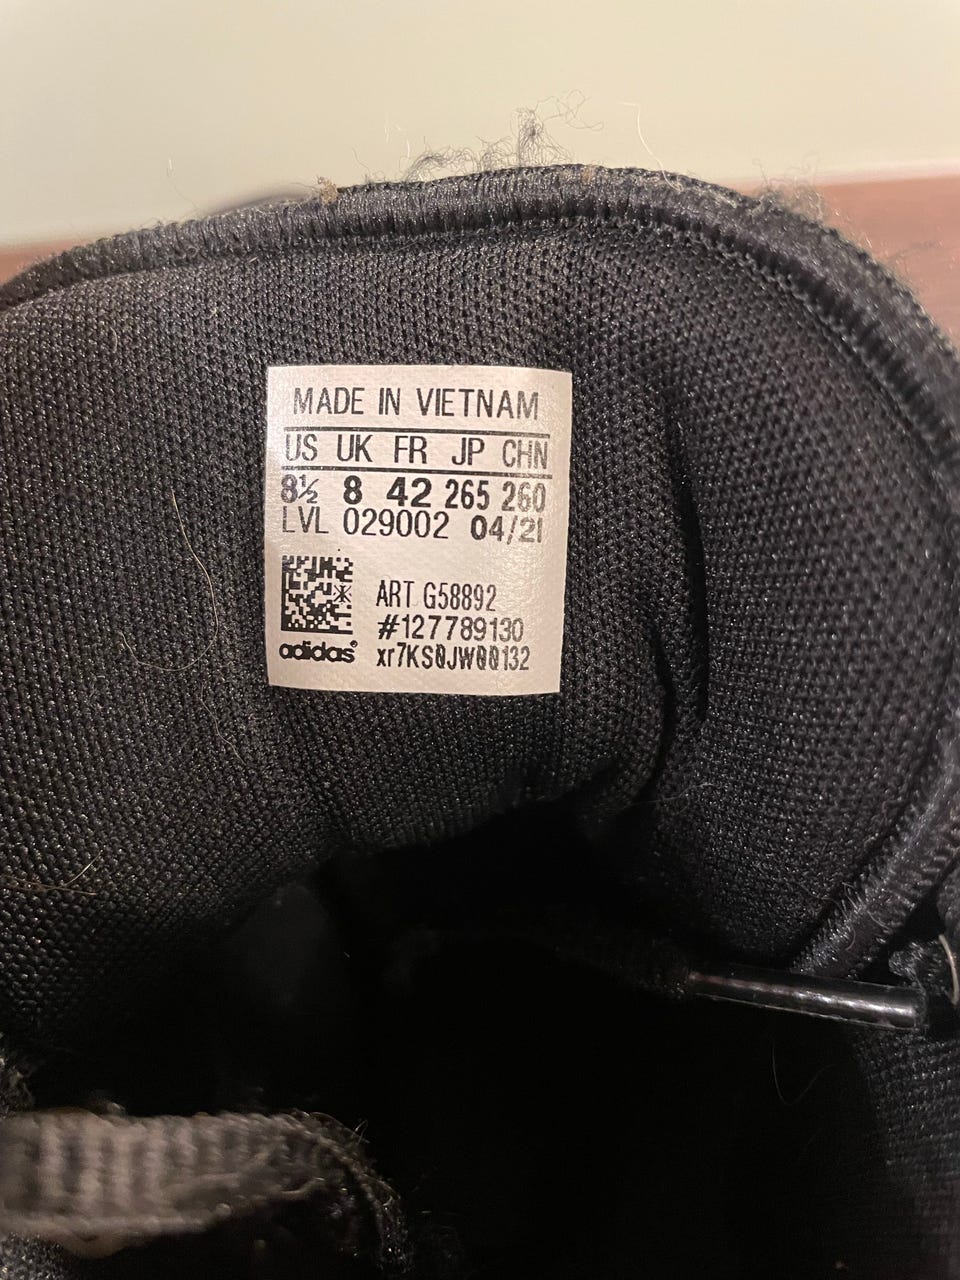 MADE IN VIETNAM
US UK FR JP CHN
8½ 8 42 265 260
LVL 029002 04/21
ART G58892
#127789130
adidas® xr7KS0JW00132